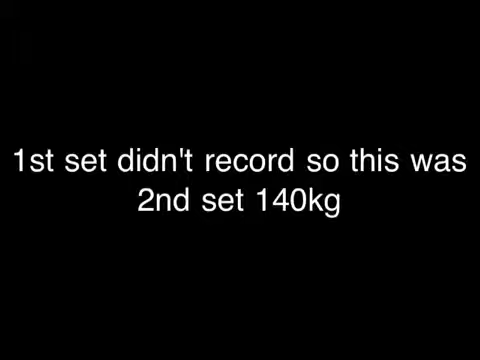 1st set didn't record so this was
2nd set 140kg